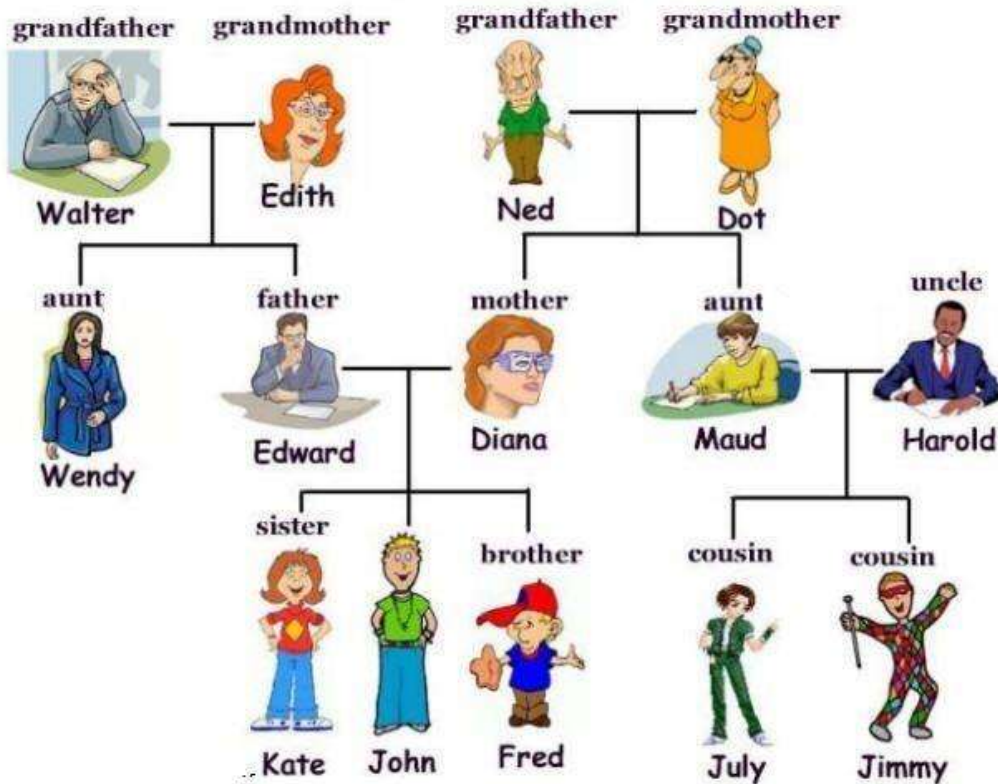 grandfather grandmother grandfather grandmother
Walter Edith Ned Dot
aunt father mother aunt uncle
Wendy Edward Diana Maud Harold
sister brother cousin cousin
Kate John Fred July Jimmy